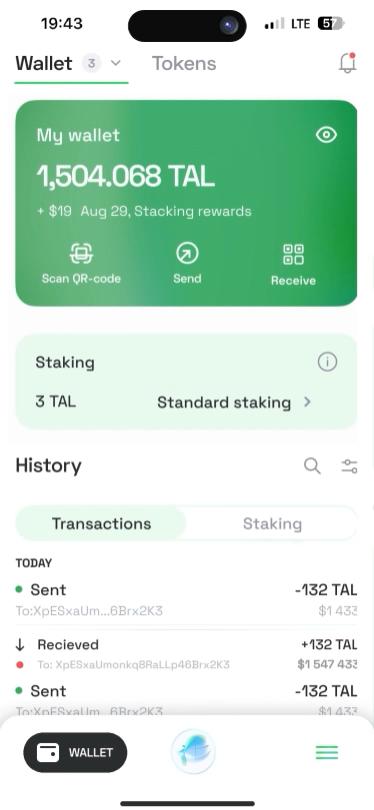 19:43 LTE 57
Wallet 3 Tokens
My wallet
1,504.068 TAL
+ $19 Aug 29, Stacking rewards
Scan QR-code Send Receive
Staking
3 TAL Standard staking
History
Transactions Staking
TODAY
Sent -132 TAL
To:XpESxaUm...6Brx2K3 $1 433
Recieved +132 TAL
To: XpESxaUmonkq8RaLLp46Brx2K3 $1 547 433
Sent -132 TAL
To:XpESxaUm...6Brx2K3 $1 433
WALLET